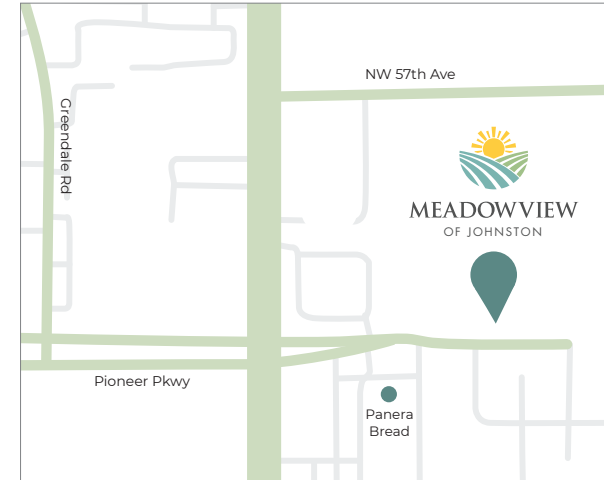 NW 57th Ave
Greendale Rd
MEADOWVIEW
OF JOHNSTON
Pioneer Pkwy
Panera
Bread